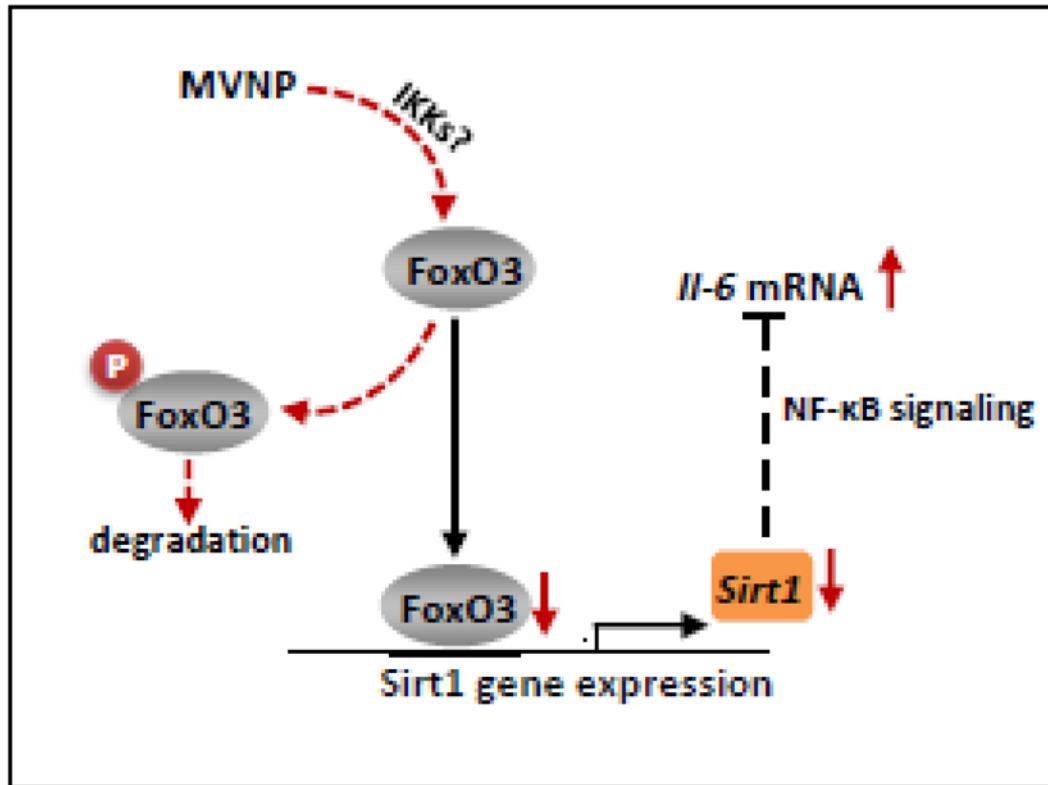 MVNP
IKKs?
FoxO3
Il-6 mRNA
P
FoxO3
NF-κB signaling
degradation
FoxO3
Sirt1
Sirt1 gene expression